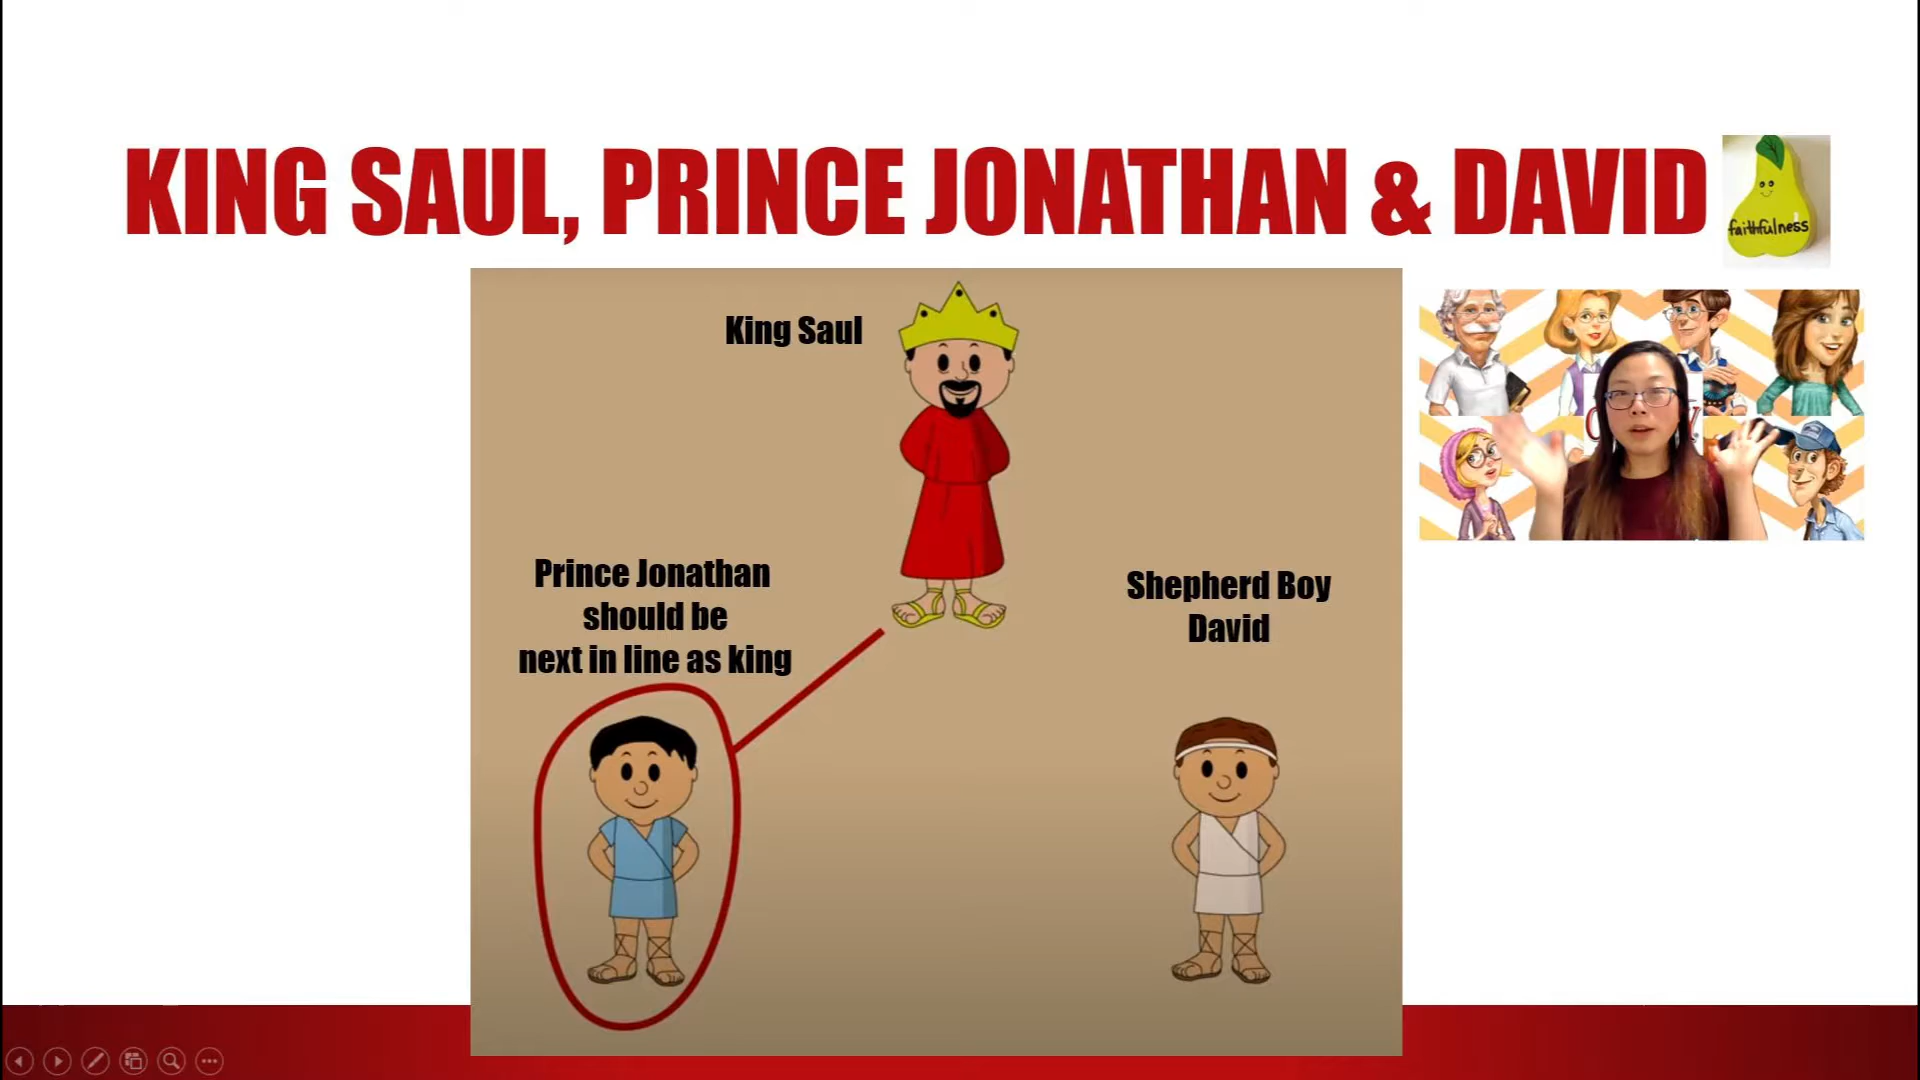 KING SAUL, PRINCE JONATHAN & DAVID
faithfulness
King Saul
Prince Jonathan
should be
next in line as king
Shepherd Boy
David